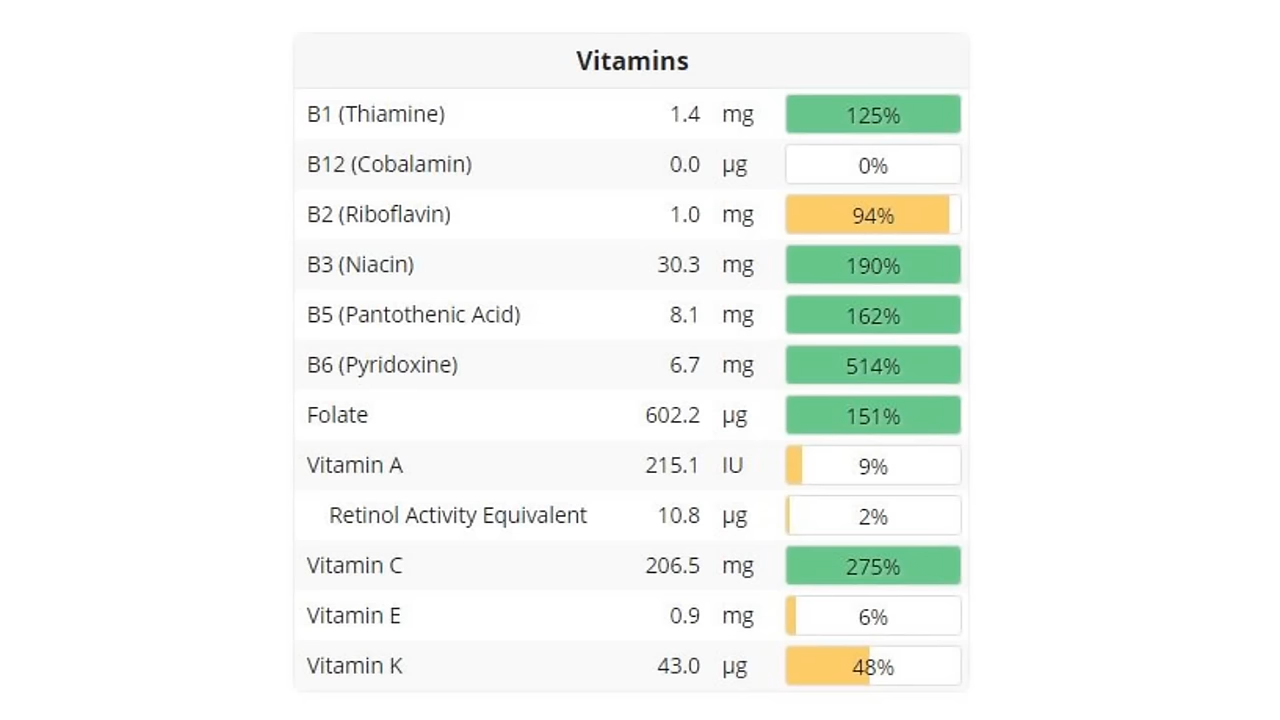 Vitamins
B1 (Thiamine) 1.4 mg 125%
B12 (Cobalamin) 0.0 µg 0%
B2 (Riboflavin) 1.0 mg 94%
B3 (Niacin) 30.3 mg 190%
B5 (Pantothenic Acid) 8.1 mg 162%
B6 (Pyridoxine) 6.7 mg 514%
Folate 602.2 µg 151%
Vitamin A 215.1 IU 9%
Retinol Activity Equivalent 10.8 µg 2%
Vitamin C 206.5 mg 275%
Vitamin E 0.9 mg 6%
Vitamin K 43.0 µg 48%